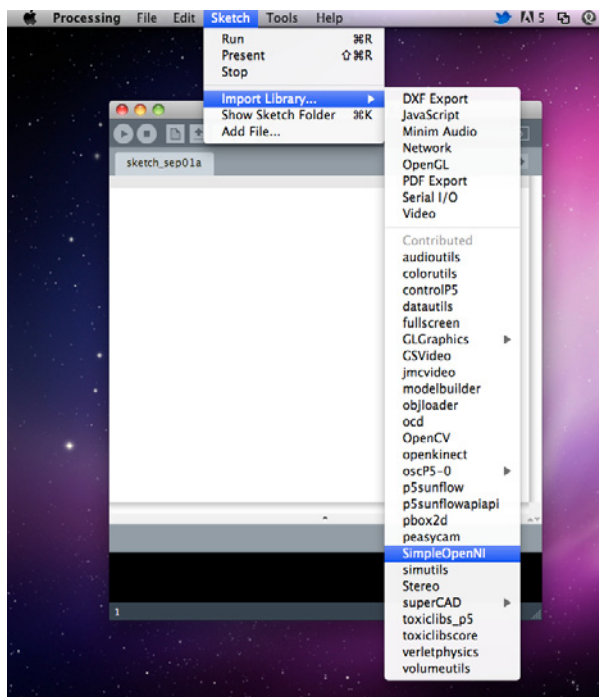 Processing File Edit Sketch Tools Help 5
Run ⌘R
Present ⇧⌘R
Stop
Import Library...
Show Sketch Folder ⌘K
Add File...
sketch_sep01a
DXF Export
JavaScript
Minim Audio
Network
OpenGL
PDF Export
Serial I/O
Video
Contributed
audioutils
colorutils
controlP5
datautils
fullscreen
GLGraphics
GSVideo
jmcvideo
modelbuilder
objloader
ocd
OpenCV
openkinect
oscP5-0
p5sunflow
p5sunflowapiapi
pbox2d
peasycam
SimpleOpenNI
simutils
Stereo
superCAD
toxiclibs_p5
toxiclibscore
verletphysics
volumeutils
1